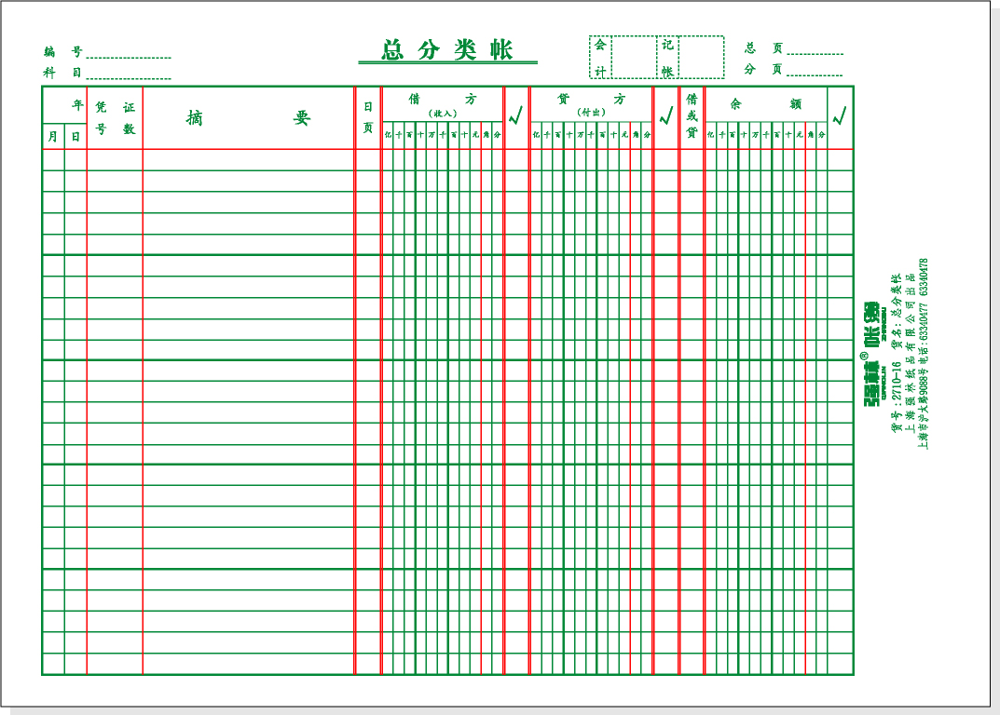 总分类帐
编 号
科 目
会计
记帐
总 页
分 页
年
月 日
凭 证
号 数
摘 要
日页
借 方
(收入)
亿千百十万千百十元角分
√
贷 方
(付出)
亿千百十万千百十元角分
√
借或贷
余 额
亿千百十万千百十元角分
√
强林® 帐册
QIANGLIN
货号:2710-16 货名:总分类帐
上海强林纸品有限公司出品
上海市沪太路9088号 电话:63340477 63340478